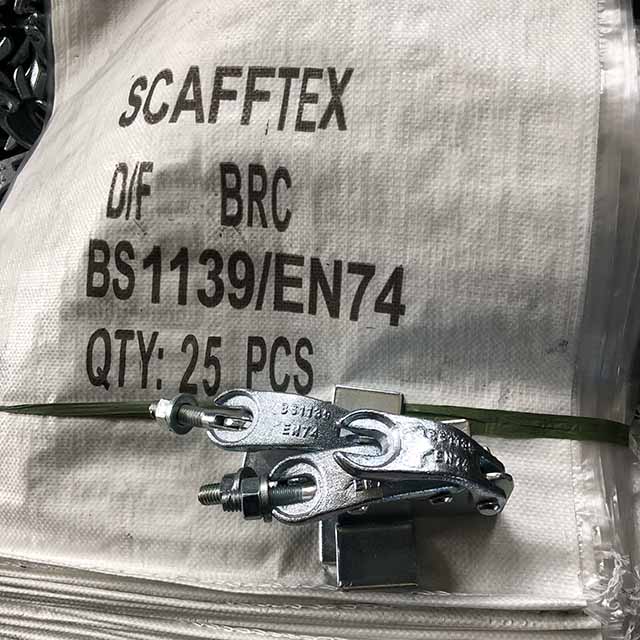 SCAFFTEX
D/F BRC
BS1139/EN74
QTY: 25 PCS
BS1139
EN74